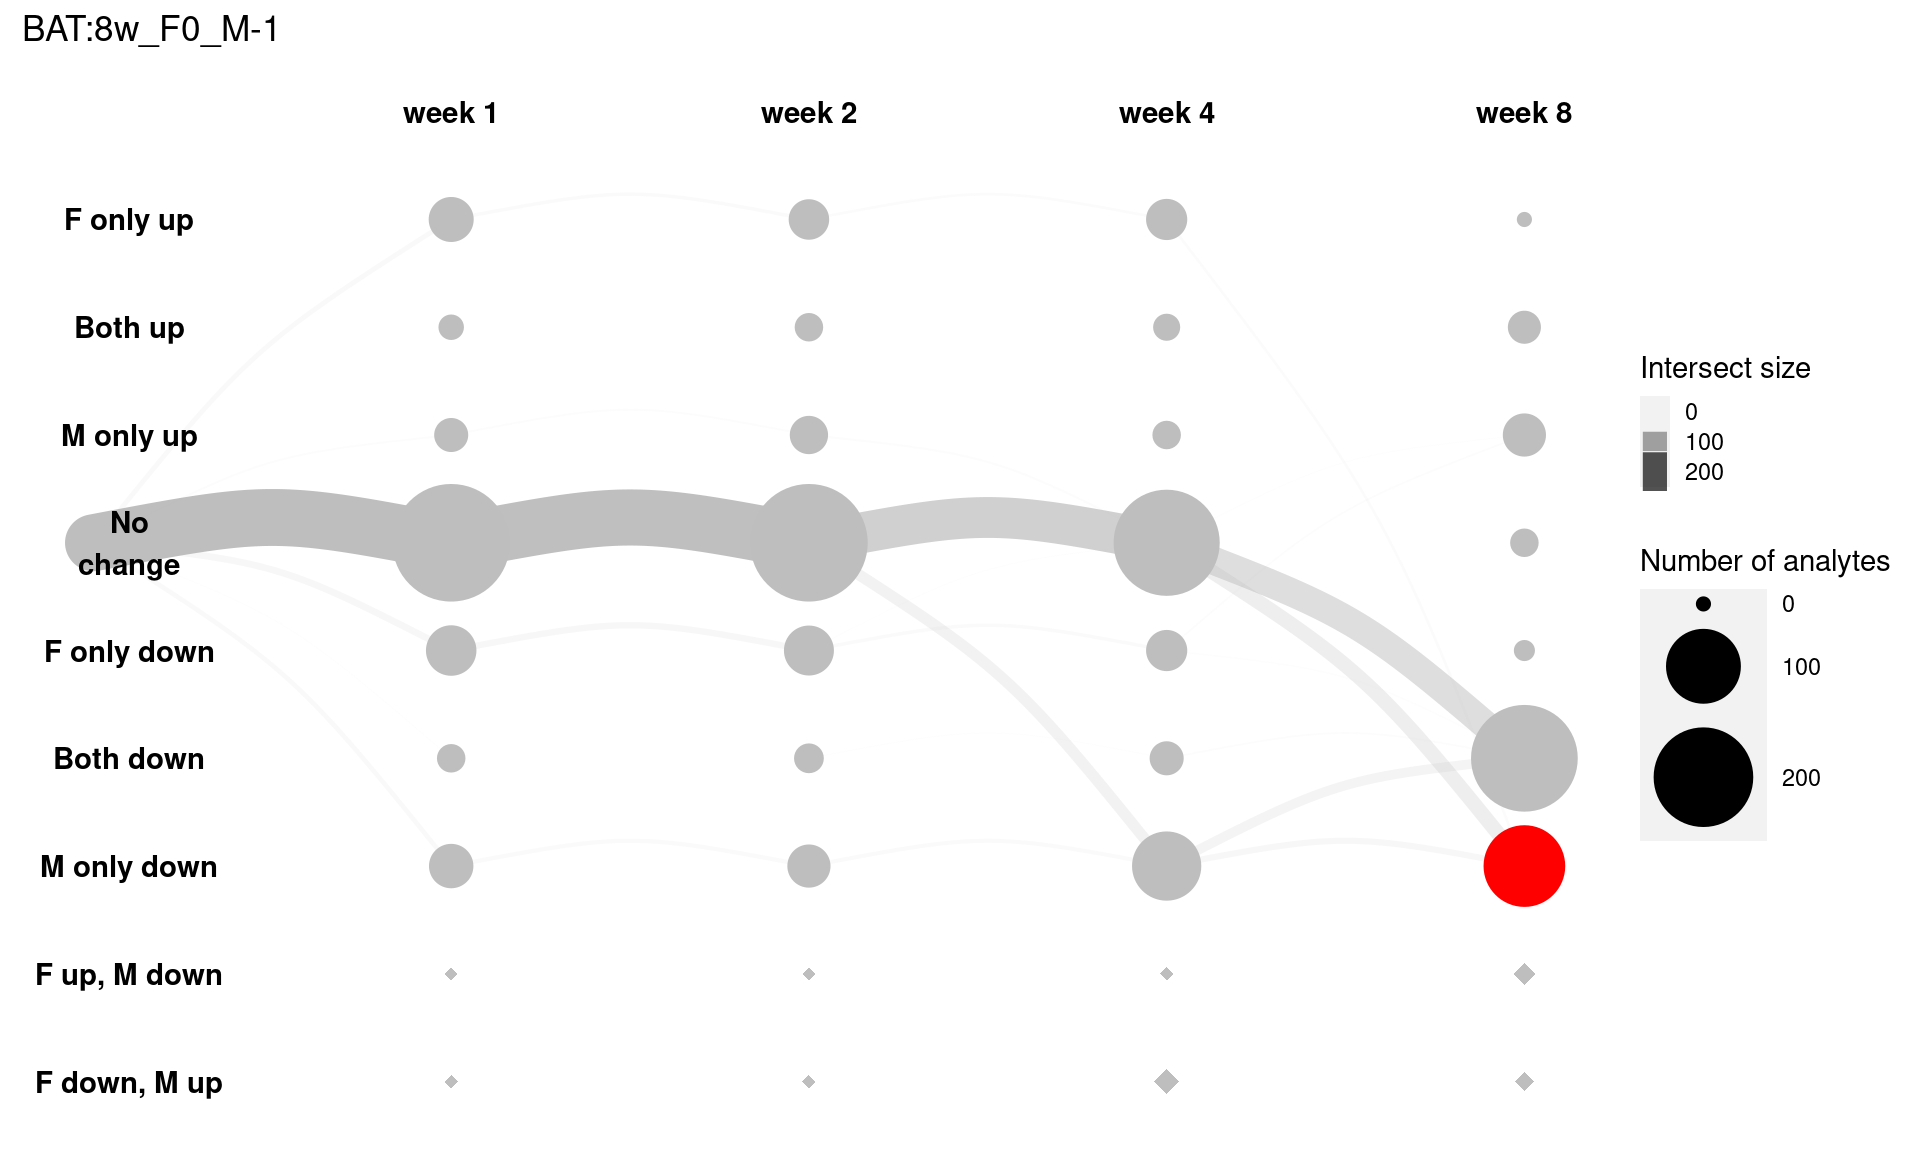 BAT:8w_F0_M-1
week 1 week 2 week 4 week 8
F only up
Both up
M only up
No
change
F only down
Both down
M only down
F up, M down
F down, M up
Intersect size
0
100
200
Number of analytes
0
100
200